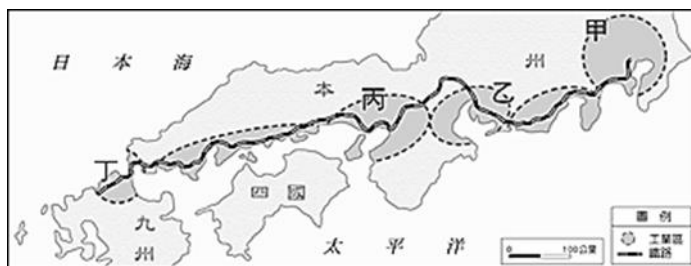 甲
日本海
州
本
丙
乙
丁
四國
九州
太平洋
圖例
工業區
鐵路
0 100公里